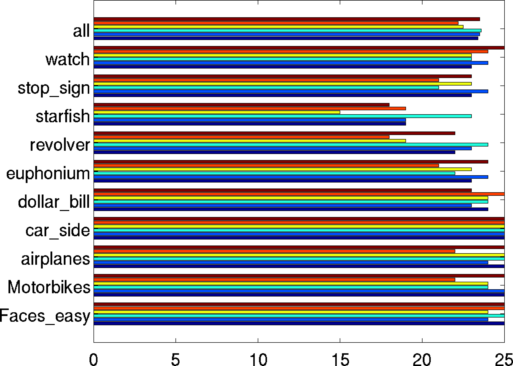 all
watch
stop_sign
starfish
revolver
euphonium
dollar_bill
car_side
airplanes
Motorbikes
Faces_easy
0 5 10 15 20 25